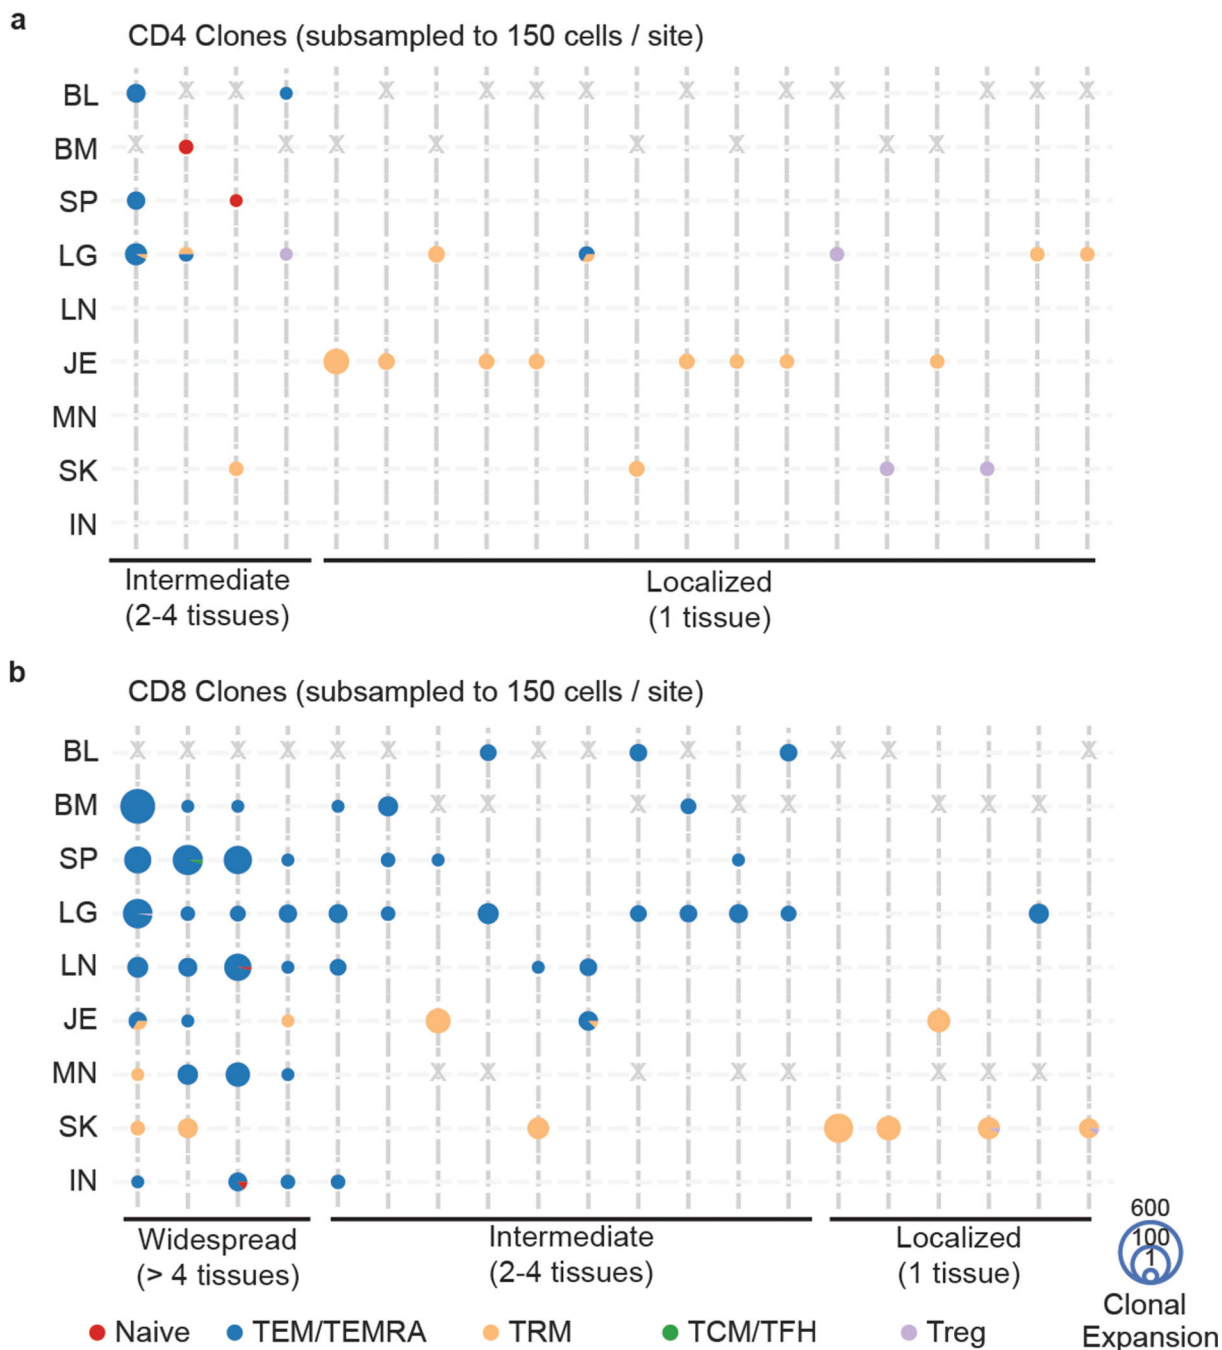 a
CD4 Clones (subsampled to 150 cells / site)
BL
BM
SP
LG
LN
JE
MN
SK
IN
Intermediate
(2-4 tissues)
Localized
(1 tissue)
b
CD8 Clones (subsampled to 150 cells / site)
BL
BM
SP
LG
LN
JE
MN
SK
IN
Widespread
(> 4 tissues)
Intermediate
(2-4 tissues)
Localized
(1 tissue)
600
100
1
Clonal
Expansion
Naive TEM/TEMRA TRM TCM/TFH Treg